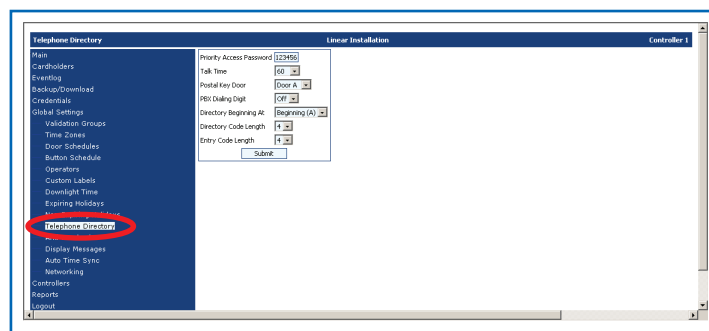 Telephone Directory Linear Installation Controller 1
Main
Cardholders
Eventlog
Backup/Download
Credentials
Global Settings
Validation Groups
Time Zones
Door Schedules
Button Schedule
Operators
Custom Labels
Downlight Time
Expiring Holidays
Telephone Directory
Display Messages
Auto Time Sync
Networking
Controllers
Reports
Logout
Priority Access Password 123456
Talk Time 60
Postal Key Door Door A
PBX Dialing Digit Off
Directory Beginning At Beginning (A)
Directory Code Length 4
Entry Code Length 4
Submit